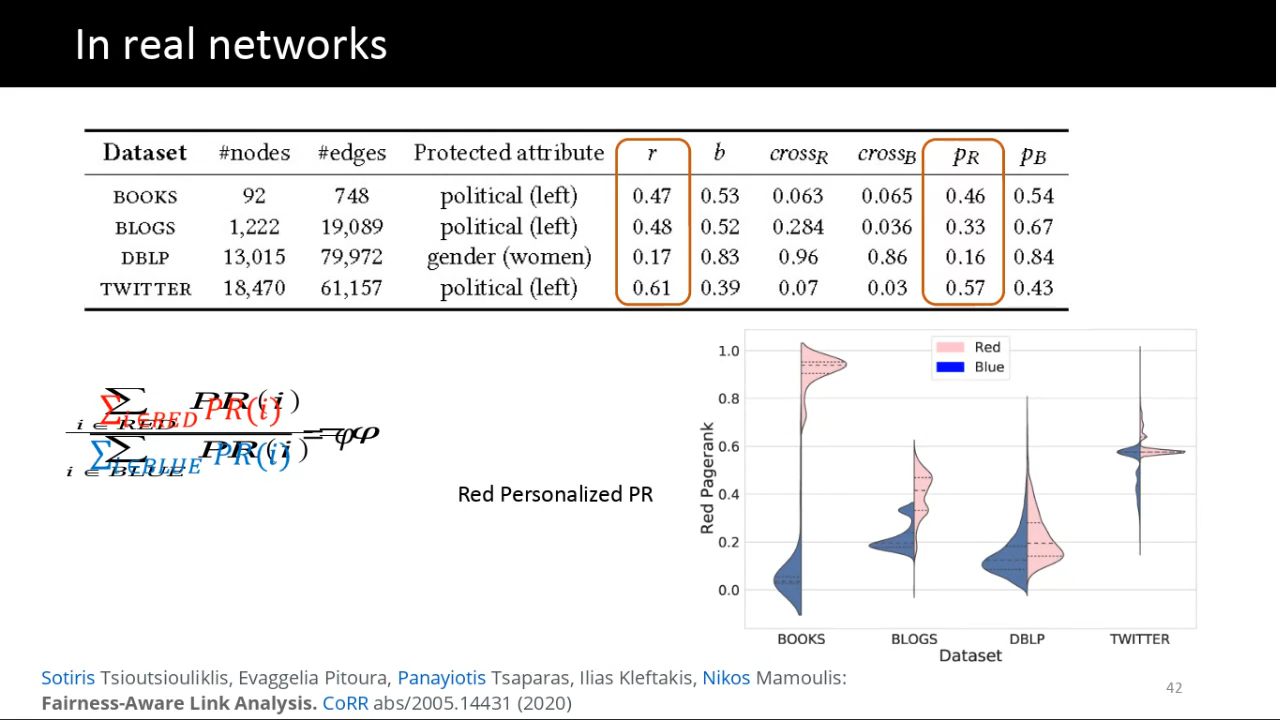 In real networks
Dataset #nodes #edges Protected attribute r b cross_R cross_B p_R p_B
BOOKS 92 748 political (left) 0.47 0.53 0.063 0.065 0.46 0.54
BLOGS 1,222 19,089 political (left) 0.48 0.52 0.284 0.036 0.33 0.67
DBLP 13,015 79,972 gender (women) 0.17 0.83 0.96 0.86 0.16 0.84
TWITTER 18,470 61,157 political (left) 0.61 0.39 0.07 0.03 0.57 0.43
∑ i ∈ RED PR(i)
∑ i ∈ BLUE PR(i)
= φ
Red Personalized PR
Red Pagerank
1.0
0.8
0.6
0.4
0.2
0.0
Red
Blue
BOOKS BLOGS DBLP TWITTER
Dataset
Sotiris Tsioutsiouliklis, Evaggelia Pitoura, Panayiotis Tsaparas, Ilias Kleftakis, Nikos Mamoulis:
Fairness-Aware Link Analysis. CoRR abs/2005.14431 (2020)
42